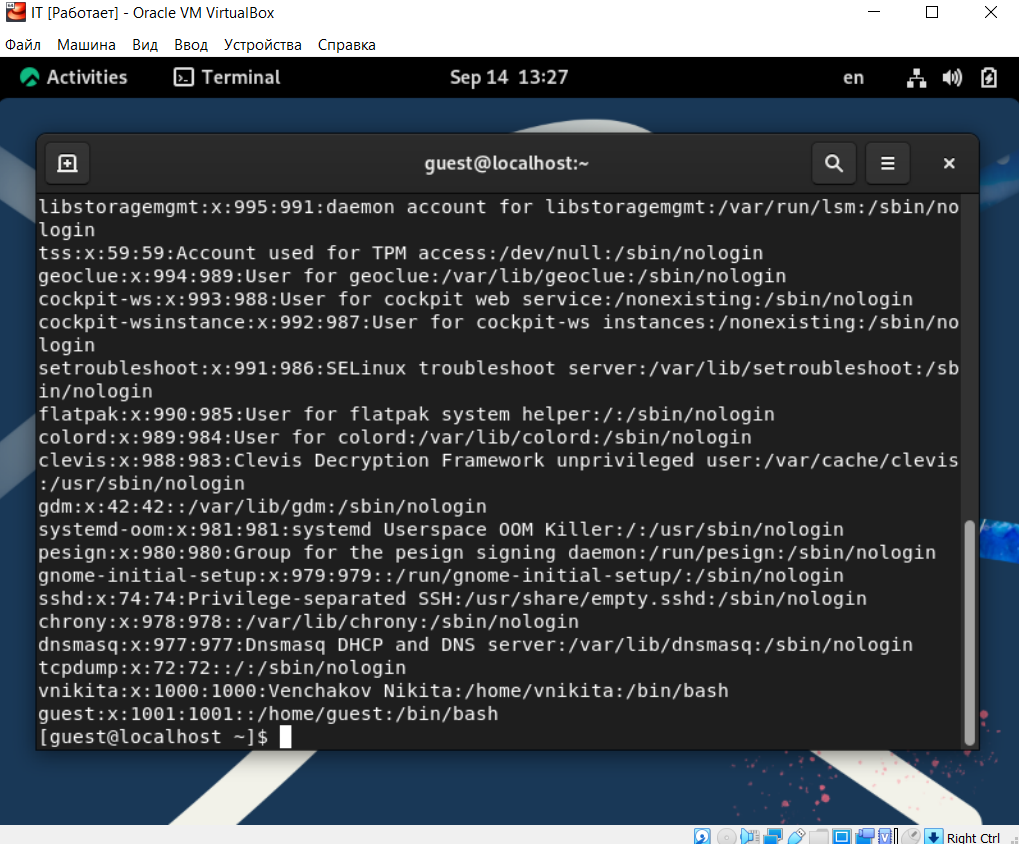 IT [Работает] - Oracle VM VirtualBox
Файл Машина Вид Ввод Устройства Справка
Activities Terminal Sep 14 13:27 en
guest@localhost:~
libstoragemgmt:x:995:991:daemon account for libstoragemgmt:/var/run/lsm:/sbin/no
login
tss:x:59:59:Account used for TPM access:/dev/null:/sbin/nologin
geoclue:x:994:989:User for geoclue:/var/lib/geoclue:/sbin/nologin
cockpit-ws:x:993:988:User for cockpit web service:/nonexisting:/sbin/nologin
cockpit-wsinstance:x:992:987:User for cockpit-ws instances:/nonexisting:/sbin/no
login
setroubleshoot:x:991:986:SELinux troubleshoot server:/var/lib/setroubleshoot:/sb
in/nologin
flatpak:x:990:985:User for flatpak system helper:/:/sbin/nologin
colord:x:989:984:User for colord:/var/lib/colord:/sbin/nologin
clevis:x:988:983:Clevis Decryption Framework unprivileged user:/var/cache/clevis
:/usr/sbin/nologin
gdm:x:42:42::/var/lib/gdm:/sbin/nologin
systemd-oom:x:981:981:systemd Userspace OOM Killer:/:/usr/sbin/nologin
pesign:x:980:980:Group for the pesign signing daemon:/run/pesign:/sbin/nologin
gnome-initial-setup:x:979:979::/run/gnome-initial-setup/:/sbin/nologin
sshd:x:74:74:Privilege-separated SSH:/usr/share/empty.sshd:/sbin/nologin
chrony:x:978:978::/var/lib/chrony:/sbin/nologin
dnsmasq:x:977:977:Dnsmasq DHCP and DNS server:/var/lib/dnsmasq:/sbin/nologin
tcpdump:x:72:72::/:/sbin/nologin
vnikita:x:1000:1000:Venchakov Nikita:/home/vnikita:/bin/bash
guest:x:1001:1001::/home/guest:/bin/bash
[guest@localhost ~]$
Right Ctrl